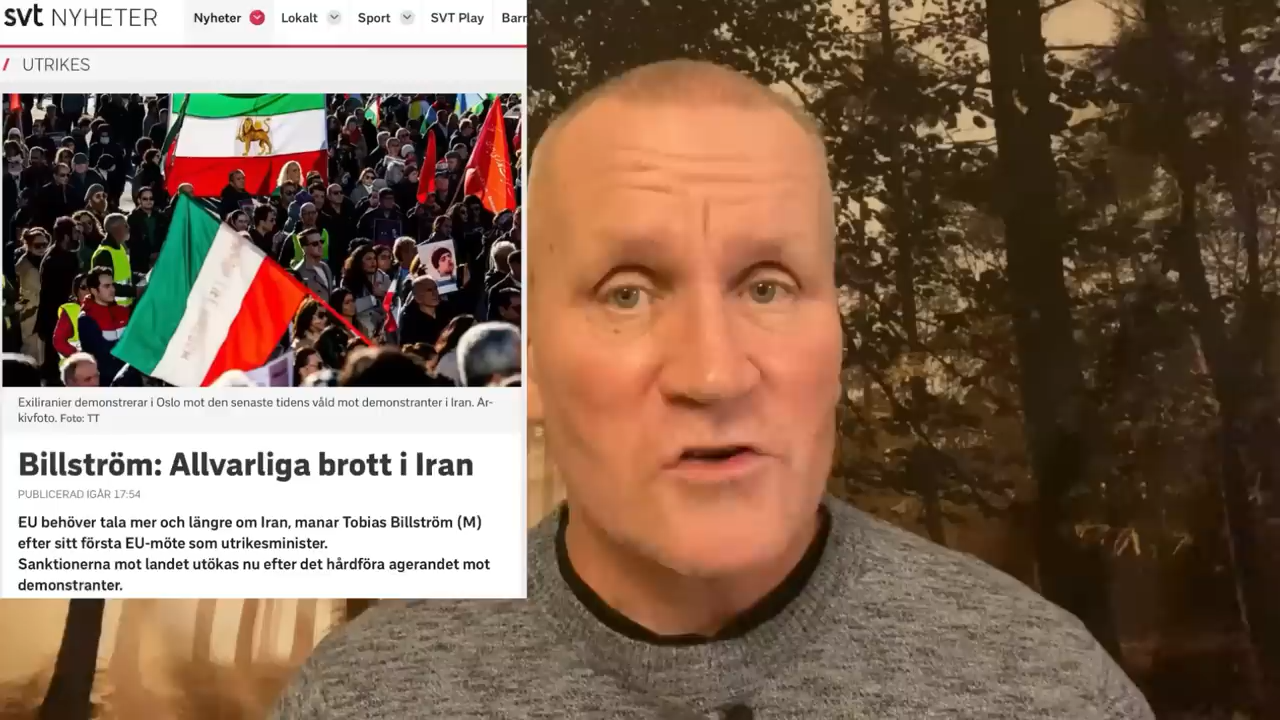 svt NYHETER
Nyheter Lokalt Sport SVT Play Barn
/ UTRIKES
Exiliranier demonstrerar i Oslo mot den senaste tidens våld mot demonstranter i Iran. Ar-
kivfoto. Foto: TT
Billström: Allvarliga brott i Iran
PUBLICERAD IGÅR 17:54
EU behöver tala mer och längre om Iran, manar Tobias Billström (M)
efter sitt första EU-möte som utrikesminister.
Sanktionerna mot landet utökas nu efter det hårdföra agerandet mot
demonstranter.